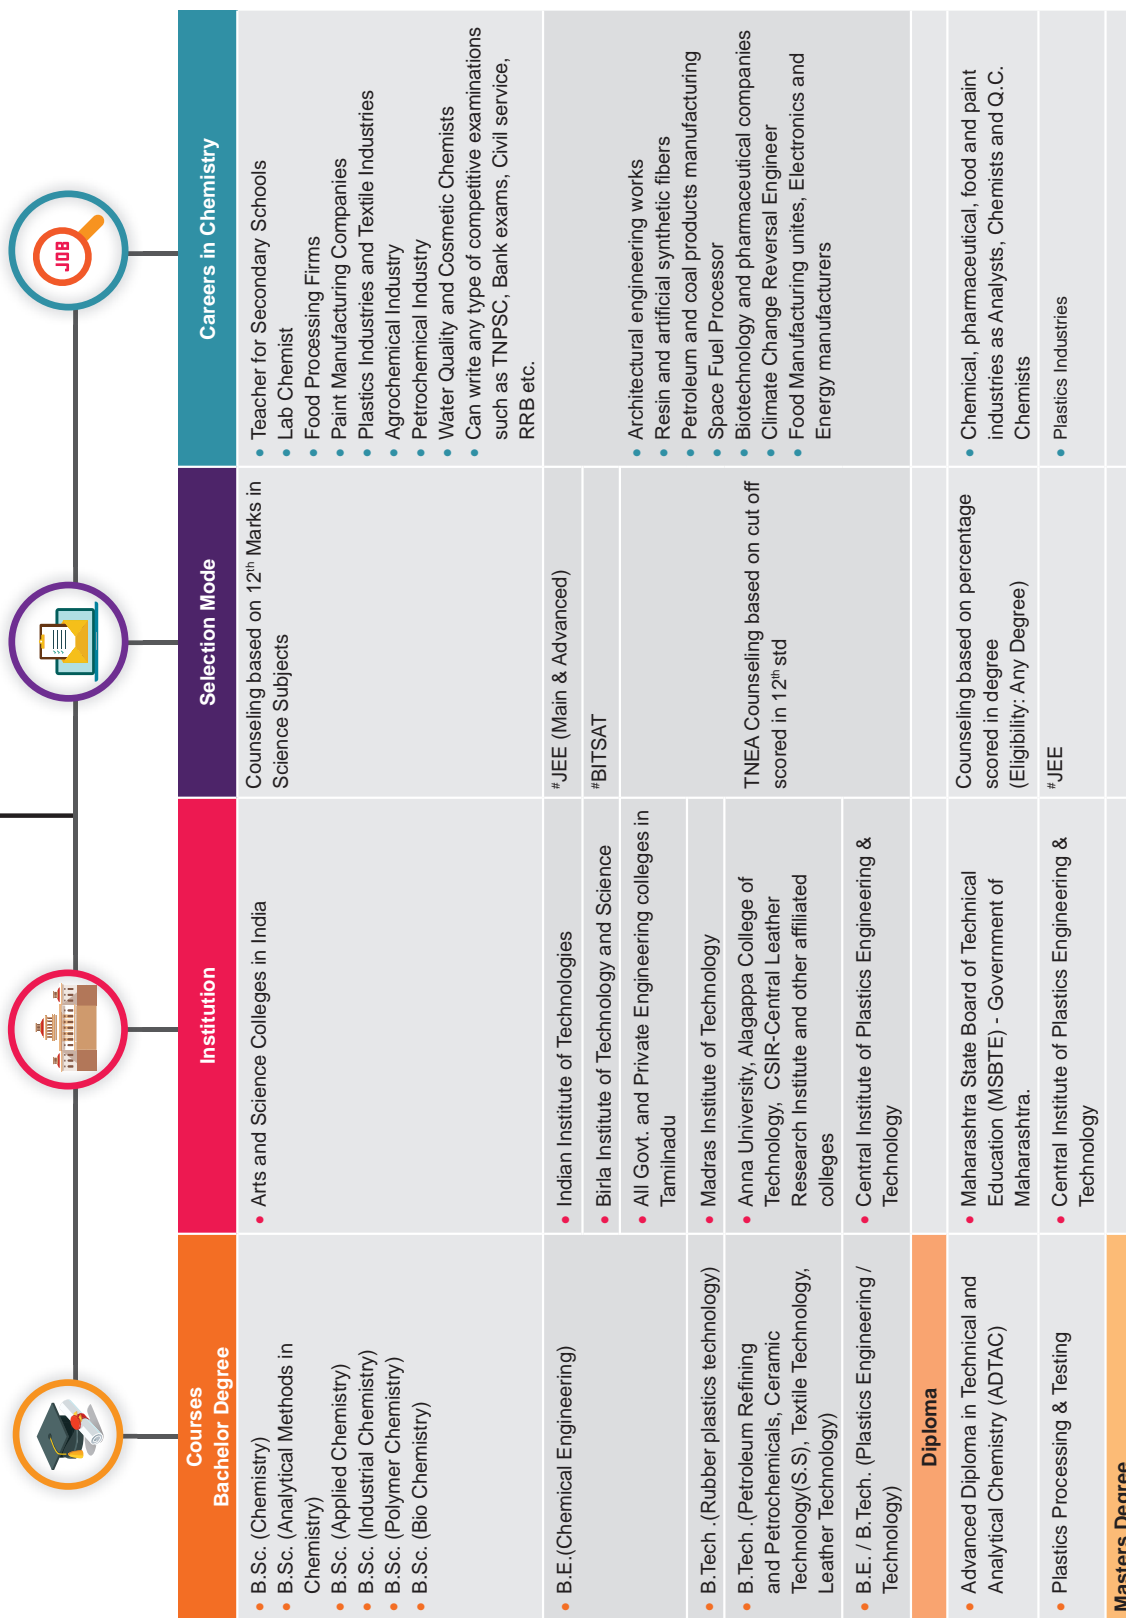 JOB
Courses
Bachelor Degree
Institution
Selection Mode
Careers in Chemistry
• B.Sc. (Chemistry)
• B.Sc. (Analytical Methods in
Chemistry)
• B.Sc. (Applied Chemistry)
• B.Sc. (Industrial Chemistry)
• B.Sc. (Polymer Chemistry)
• B.Sc. (Bio Chemistry)
• Arts and Science Colleges in India
Counseling based on 12th Marks in
Science Subjects
• Teacher for Secondary Schools
• Lab Chemist
• Food Processing Firms
• Paint Manufacturing Companies
• Plastics Industries and Textile Industries
• Agrochemical Industry
• Petrochemical Industry
• Water Quality and Cosmetic Chemists
• Can write any type of competitive examinations
such as TNPSC, Bank exams, Civil service,
RRB etc.
• B.E.(Chemical Engineering)
• Indian Institute of Technologies
#JEE (Main & Advanced)
• Birla Institute of Technology and Science
#BITSAT
• All Govt. and Private Engineering colleges in
Tamilnadu
• B.Tech .(Rubber plastics technology)
• Madras Institute of Technology
• B.Tech .(Petroleum Refining
and Petrochemicals, Ceramic
Technology(S.S), Textile Technology,
Leather Technology)
• Anna University, Alagappa College of
Technology, CSIR-Central Leather
Research Institute and other affiliated
colleges
• B.E. / B.Tech. (Plastics Engineering /
Technology)
• Central Institute of Plastics Engineering &
Technology
TNEA Counseling based on cut off
scored in 12th std
• Architectural engineering works
• Resin and artificial synthetic fibers
• Petroleum and coal products manufacturing
• Space Fuel Processor
• Biotechnology and pharmaceutical companies
• Climate Change Reversal Engineer
• Food Manufacturing unites, Electronics and
Energy manufacturers
Diploma
• Advanced Diploma in Technical and
Analytical Chemistry (ADTAC)
• Maharashtra State Board of Technical
Education (MSBTE) - Government of
Maharashtra.
Counseling based on percentage
scored in degree
(Eligibility: Any Degree)
• Chemical, pharmaceutical, food and paint
industries as Analysts, Chemists and Q.C.
Chemists
• Plastics Processing & Testing
• Central Institute of Plastics Engineering &
Technology
#JEE
• Plastics Industries
Masters Degree